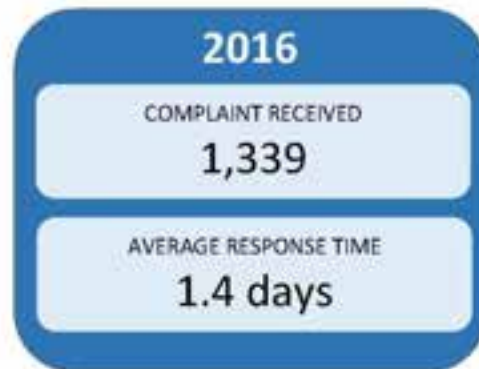 2016
COMPLAINT RECEIVED
1,339
AVERAGE RESPONSE TIME
1.4 days